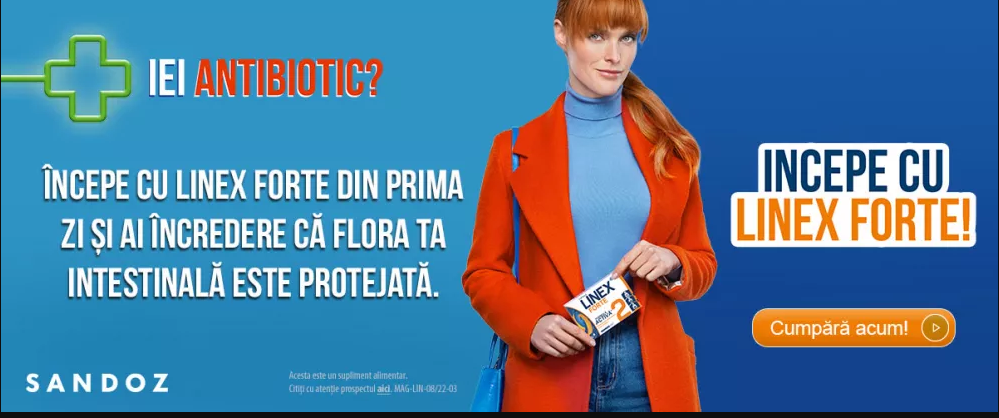 IEI ANTIBIOTIC?
ÎNCEPE CU LINEX FORTE DIN PRIMA
ZI ȘI AI ÎNCREDERE CĂ FLORA TA
INTESTINALĂ ESTE PROTEJATĂ.
SANDOZ
Acesta este un supliment alimentar.
Citiți cu atenție prospectul aici. MAG-LIN-08/22-03
LINEX
FORTE
2
INCEPE CU
LINEX FORTE!
Cumpără acum!